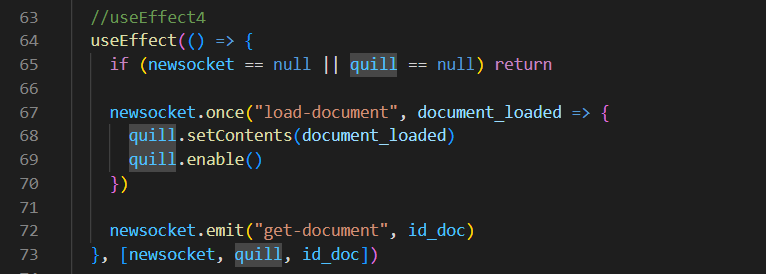 63 //useEffect4
64 useEffect(() => {
65 if (newsocket == null || quill == null) return
66
67 newsocket.once("load-document", document_loaded => {
68 quill.setContents(document_loaded)
69 quill.enable()
70 })
71
72 newsocket.emit("get-document", id_doc)
73 }, [newsocket, quill, id_doc])